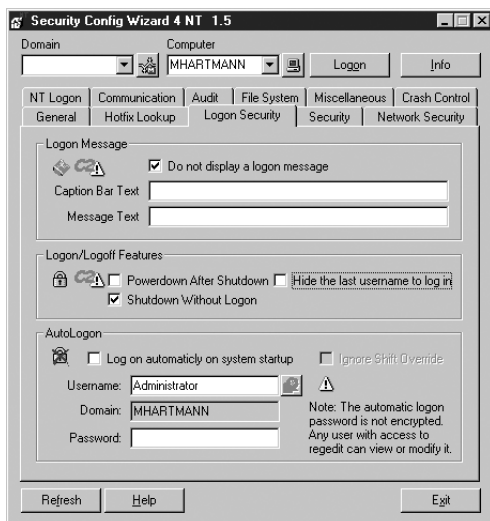 Security Config Wizard 4 NT 1.5
Domain Computer
MHARTMANN Logon Info
NT Logon Communication Audit File System Miscellaneous Crash Control
General Hotfix Lookup Logon Security Security Network Security
Logon Message
C2 Do not display a logon message
Caption Bar Text
Message Text
Logon/Logoff Features
C2 Powerdown After Shutdown Hide the last username to log in
Shutdown Without Logon
AutoLogon
Log on automaticly on system startup Ignore Shift Override
Username: Administrator
Domain: MHARTMANN
Password:
Note: The automatic logon
password is not encrypted.
Any user with access to
regedit can view or modify it.
Refresh Help Exit